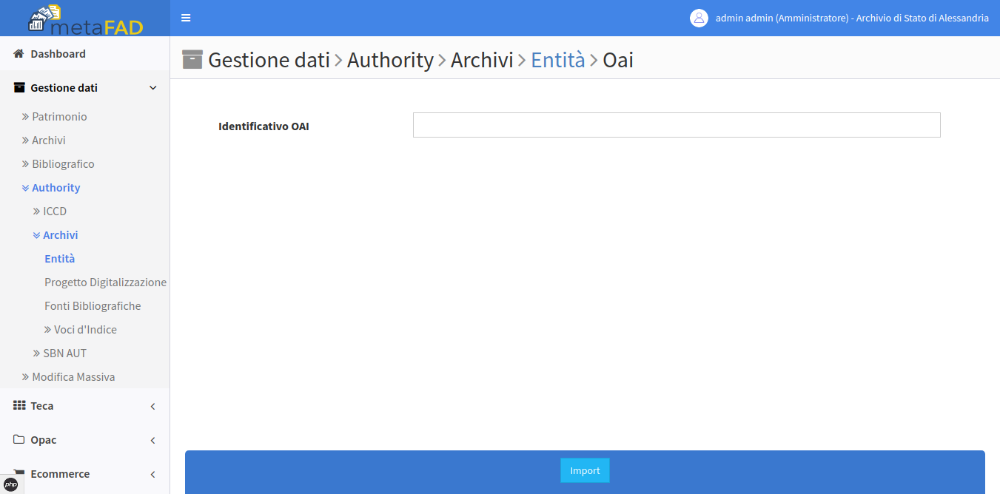 metaFAD
admin admin (Amministratore) - Archivio di Stato di Alessandria
Dashboard
Gestione dati
Patrimonio
Archivi
Bibliografico
Authority
ICCD
Archivi
Entità
Progetto Digitalizzazione
Fonti Bibliografiche
Voci d'Indice
SBN AUT
Modifica Massiva
Teca
Opac
Ecommerce
php
Gestione dati > Authority > Archivi > Entità > Oai
Identificativo OAI
Import